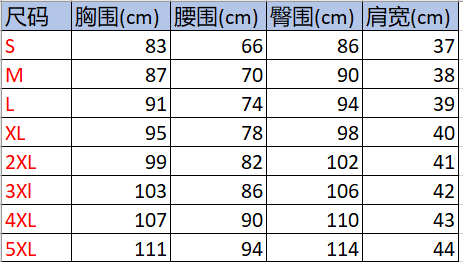 尺码 胸围(cm) 腰围(cm) 臀围(cm) 肩宽(cm)
S 83 66 86 37
M 87 70 90 38
L 91 74 94 39
XL 95 78 98 40
2XL 99 82 102 41
3Xl 103 86 106 42
4XL 107 90 110 43
5XL 111 94 114 44